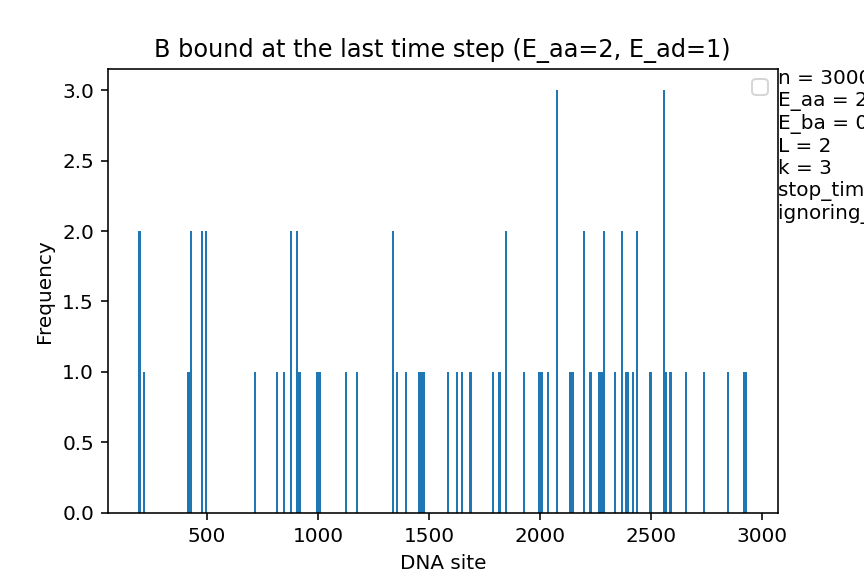 B bound at the last time step (E_aa=2, E_ad=1)
n = 3000
E_aa = 2
E_ba = 0
L = 2
k = 3
stop_tim
ignoring_
Frequency
3.0
2.5
2.0
1.5
1.0
0.5
0.0
500 1000 1500 2000 2500 3000
DNA site